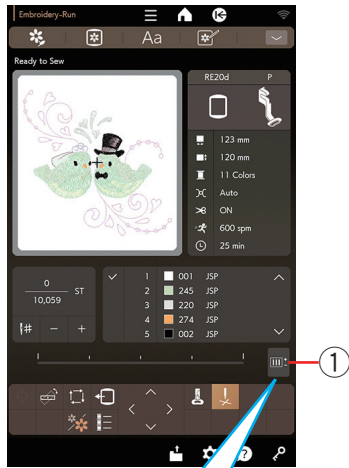 Embroidery-Run
Aa
Ready to Sew
RE20d P
123 mm
120 mm
11 Colors
Auto
ON
600 spm
25 min
0
10,059
ST
1 001 JSP
2 245 JSP
3 220 JSP
4 274 JSP
5 002 JSP
#
− +
1
?